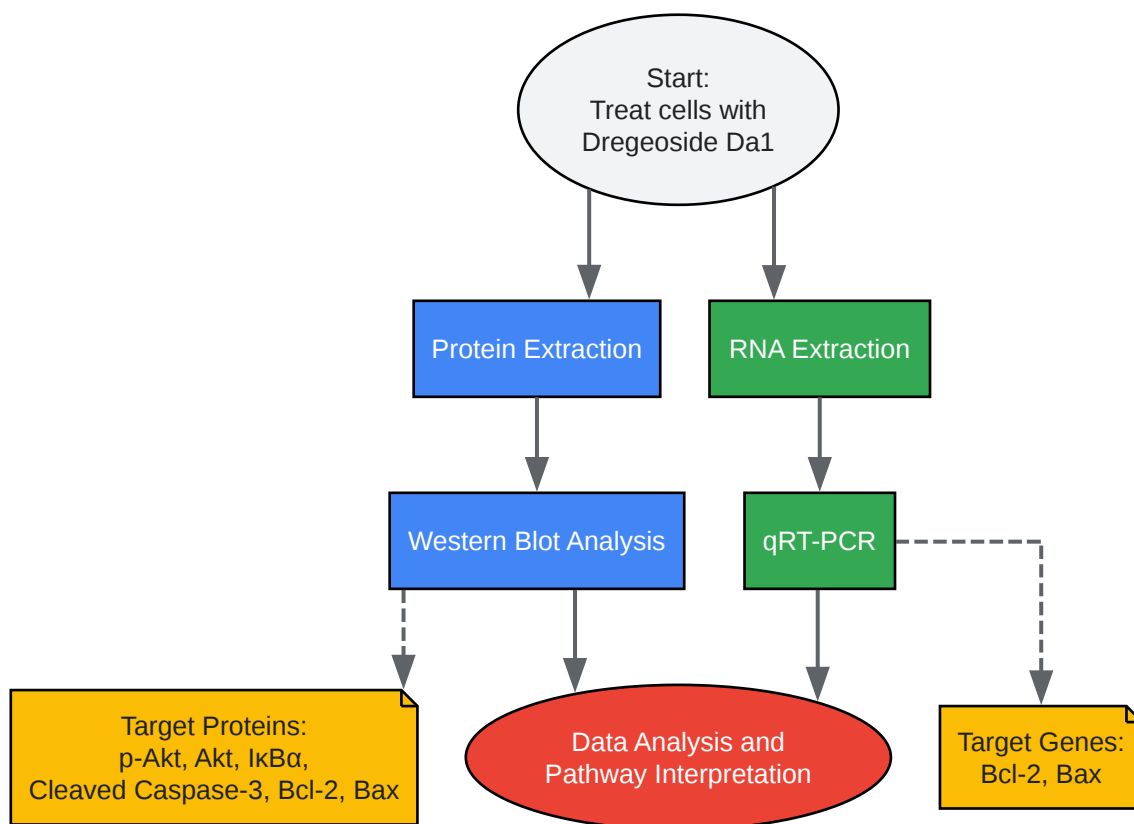 Start:
Treat cells with
Dregeoside Da1
Protein Extraction
RNA Extraction
Western Blot Analysis
qRT-PCR
Target Proteins:
p-Akt, Akt, IκBα,
Cleaved Caspase-3, Bcl-2, Bax
Data Analysis and
Pathway Interpretation
Target Genes:
Bcl-2, Bax